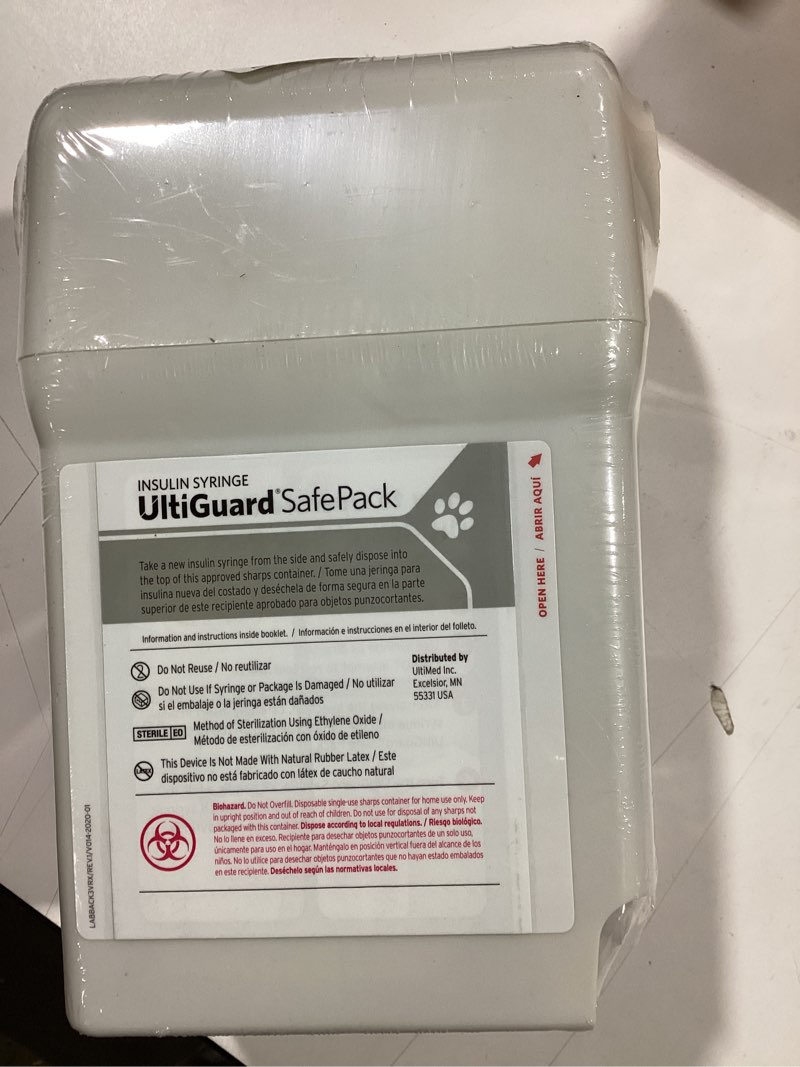 INSULIN SYRINGE
UltiGuard® SafePack
Take a new insulin syringe from the side and safely dispose into
the top of this approved sharps container. / Tome una jeringa para
insulina nueva del costado y deséchela de forma segura en la parte
superior de este recipiente aprobado para objetos punzocortantes.
Information and instructions inside booklet. / Información e instrucciones en el interior del folleto.
Do Not Reuse / No reutilizar
Do Not Use If Syringe or Package Is Damaged / No utilizar
si el embalaje o la jeringa están dañados
STERILE EO
Method of Sterilization Using Ethylene Oxide /
Método de esterilización con óxido de etileno
LATEX
This Device Is Not Made With Natural Rubber Latex / Este
dispositivo no está fabricado con látex de caucho natural
Distributed by
UltiMed Inc.
Excelsior, MN
55331 USA
Biohazard. Do Not Overfill. Disposable single-use sharps container for home use only. Keep
in upright position and out of reach of children. Do not use for disposal of any sharps not
packaged with this container. Dispose according to local regulations. / Riesgo biológico.
No lo llene en exceso. Recipiente para desechar objetos punzocortantes de un solo uso,
únicamente para uso en el hogar. Manténgalo en posición vertical fuera del alcance de los
niños. No lo utilice para desechar objetos punzocortantes que no hayan estado embalados
en este recipiente. Deséchelo según las normativas locales.
OPEN HERE / ABRIR AQUÍ
LABBACK3VRX/REV.1/V014-2020-01